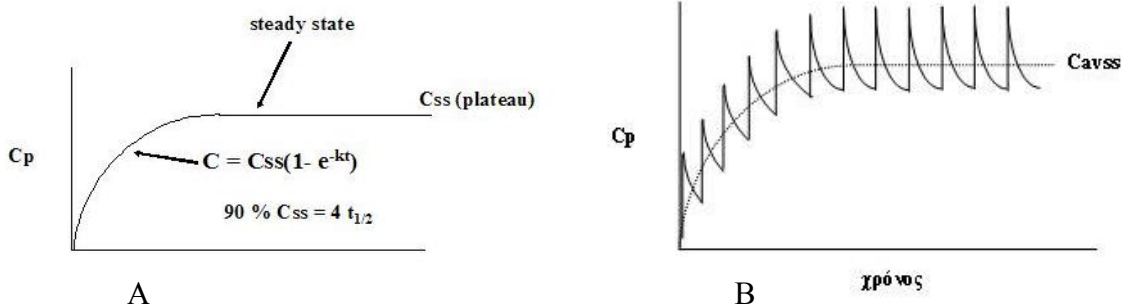 steady state
Css (plateau)
Cp
C = Css(1- e-kt)
90 % Css = 4 t1/2
A
Cavss
Cp
χρόνος
B